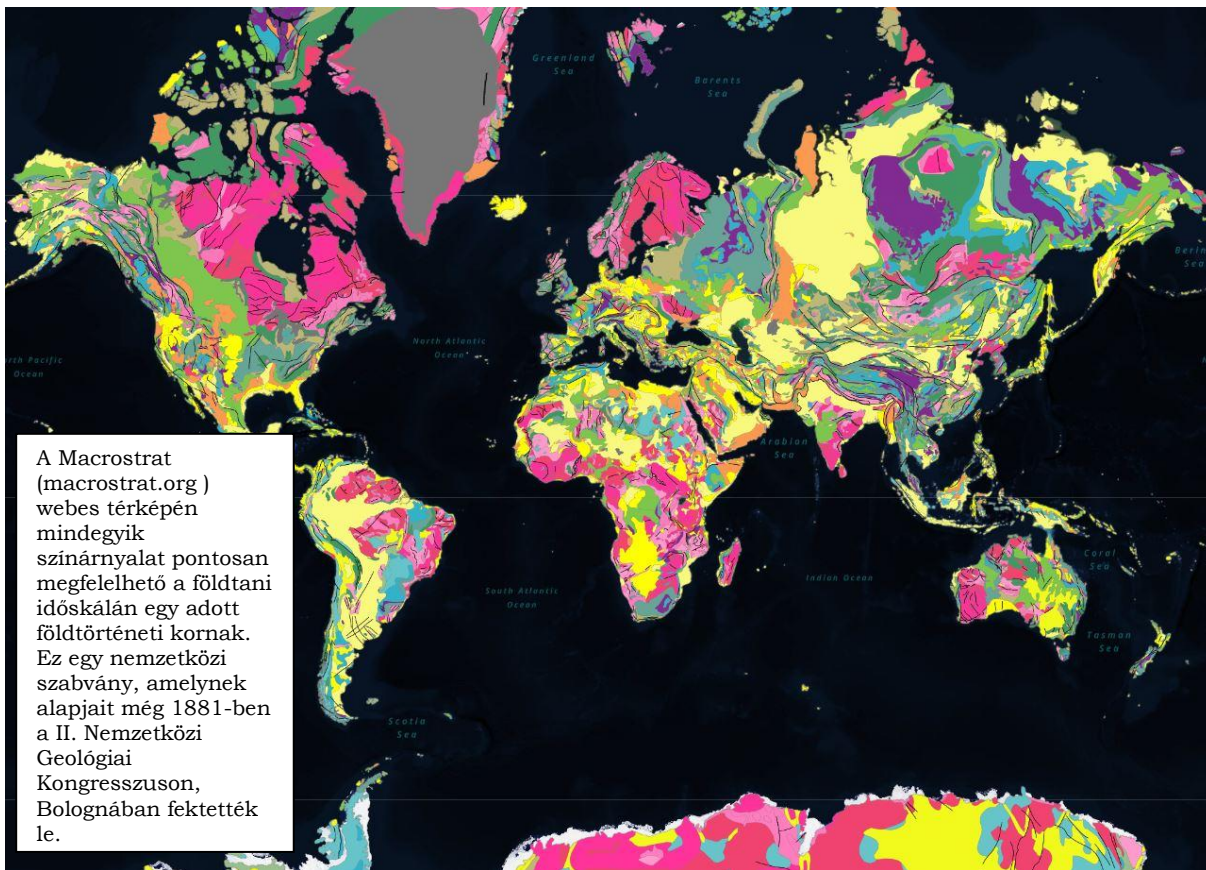 Greenland
Sea
Barents
Sea
Bering
Sea
North Atlantic
Ocean
North Pacific
Ocean
Arabian
Sea
A Macrostrat
(macrostrat.org )
webes térképén
mindegyik
színárnyalat pontosan
megfelelhető a földtani
időskálán egy adott
földtörténeti kornak.
Ez egy nemzetközi
szabvány, amelynek
alapjait még 1881-ben
a II. Nemzetközi
Geológiai
Kongresszuson,
Bolognában fektették
le.
Coral
Sea
Indian Ocean
South Atlantic
Ocean
Tasman
Sea
Scotia
Sea